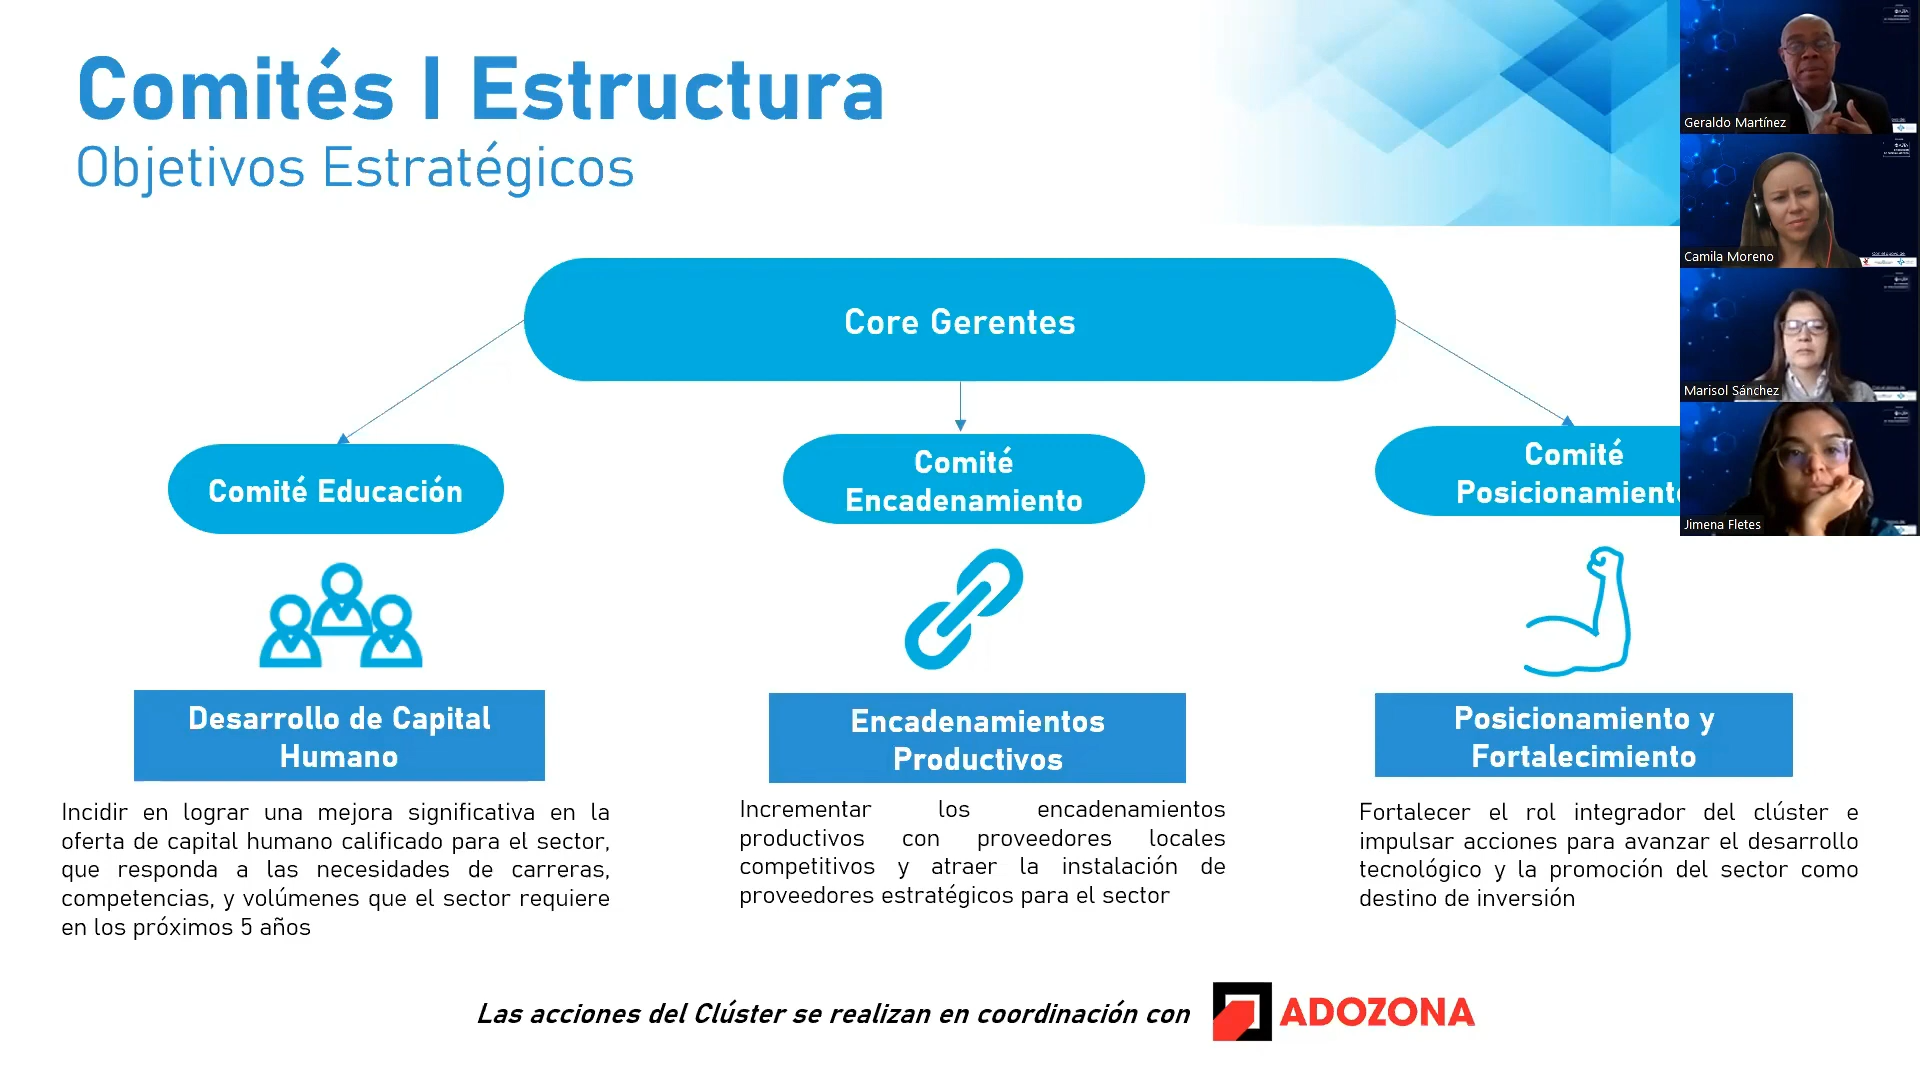 Comités I Estructura
Objetivos Estratégicos
Core Gerentes
Comité Educación
Comité
Encadenamiento
Comité
Posicionamient
Desarrollo de Capital
Humano
Encadenamientos
Productivos
Posicionamiento y
Fortalecimiento
Incidir en lograr una mejora significativa en la
oferta de capital humano calificado para el sector,
que responda a las necesidades de carreras,
competencias, y volúmenes que el sector requiere
en los próximos 5 años
Incrementar los encadenamientos
productivos con proveedores locales
competitivos y atraer la instalación de
proveedores estratégicos para el sector
Fortalecer el rol integrador del clúster e
impulsar acciones para avanzar el desarrollo
tecnológico y la promoción del sector como
destino de inversión
Las acciones del Clúster se realizan en coordinación con
ADOZONA
Geraldo Martínez
Camila Moreno
Marisol Sánchez
Jimena Fletes